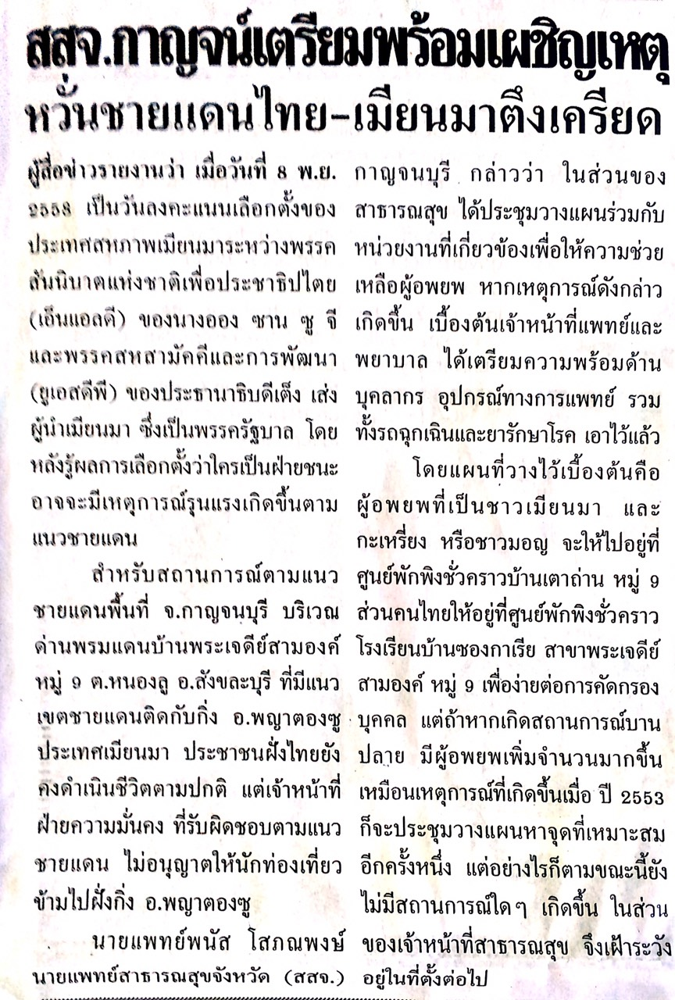 สสจ.กาญจน์เตรียมพร้อมเผชิญเหตุ
หวั่นชายแดนไทย-เมียนมาตึงเครียด
ผู้สื่อข่าวรายงานว่า เมื่อวันที่ 8 พ.ย.
2558 เป็นวันลงคะแนนเลือกตั้งของ
ประเทศสหภาพเมียนมาระหว่างพรรค
สันนิบาตแห่งชาติเพื่อประชาธิปไตย
(เอ็นแอลดี) ของนางออง ซาน ซู จี
และพรรคสหสามัคคีและการพัฒนา
(ยูเอสดีพี) ของประธานาธิบดีเต็ง เส่ง
ผู้นำเมียนมา ซึ่งเป็นพรรครัฐบาล โดย
หลังรู้ผลการเลือกตั้งว่าใครเป็นฝ่ายชนะ
อาจจะมีเหตุการณ์รุนแรงเกิดขึ้นตาม
แนวชายแดน
สำหรับสถานการณ์ตามแนว
ชายแดนพื้นที่ จ.กาญจนบุรี บริเวณ
ด่านพรมแดนบ้านพระเจดีย์สามองค์
หมู่ 9 ต.หนองลู อ.สังขละบุรี ที่มีแนว
เขตชายแดนติดกับกิ่ง อ.พญาตองซู
ประเทศเมียนมา ประชาชนฝั่งไทยยัง
คงดำเนินชีวิตตามปกติ แต่เจ้าหน้าที่
ฝ่ายความมั่นคง ที่รับผิดชอบตามแนว
ชายแดน ไม่อนุญาตให้นักท่องเที่ยว
ข้ามไปฝั่งกิ่ง อ.พญาตองซู
นายแพทย์พนัส โสภณพงษ์
นายแพทย์สาธารณสุขจังหวัด (สสจ.)
กาญจนบุรี กล่าวว่า ในส่วนของ
สาธารณสุข ได้ประชุมวางแผนร่วมกับ
หน่วยงานที่เกี่ยวข้องเพื่อให้ความช่วย
เหลือผู้อพยพ หากเหตุการณ์ดังกล่าว
เกิดขึ้น เบื้องต้นเจ้าหน้าที่แพทย์และ
พยาบาล ได้เตรียมความพร้อมด้าน
บุคลากร อุปกรณ์ทางการแพทย์ รวม
ทั้งรถฉุกเฉินและยารักษาโรค เอาไว้แล้ว
โดยแผนที่วางไว้เบื้องต้นคือ
ผู้อพยพที่เป็นชาวเมียนมา และ
กะเหรี่ยง หรือชาวมอญ จะให้ไปอยู่ที่
ศูนย์พักพิงชั่วคราวบ้านเตาถ่าน หมู่ 9
ส่วนคนไทยให้อยู่ที่ศูนย์พักพิงชั่วคราว
โรงเรียนบ้านซองกาเรีย สาขาพระเจดีย์
สามองค์ หมู่ 9 เพื่อง่ายต่อการคัดกรอง
บุคคล แต่ถ้าหากเกิดสถานการณ์บาน
ปลาย มีผู้อพยพเพิ่มจำนวนมากขึ้น
เหมือนเหตุการณ์ที่เกิดขึ้นเมื่อ ปี 2553
ก็จะประชุมวางแผนหาจุดที่เหมาะสม
อีกครั้งหนึ่ง แต่อย่างไรก็ตามขณะนี้ยัง
ไม่มีสถานการณ์ใดๆ เกิดขึ้น ในส่วน
ของเจ้าหน้าที่สาธารณสุข จึงเฝ้าระวัง
อยู่ในที่ตั้งต่อไป